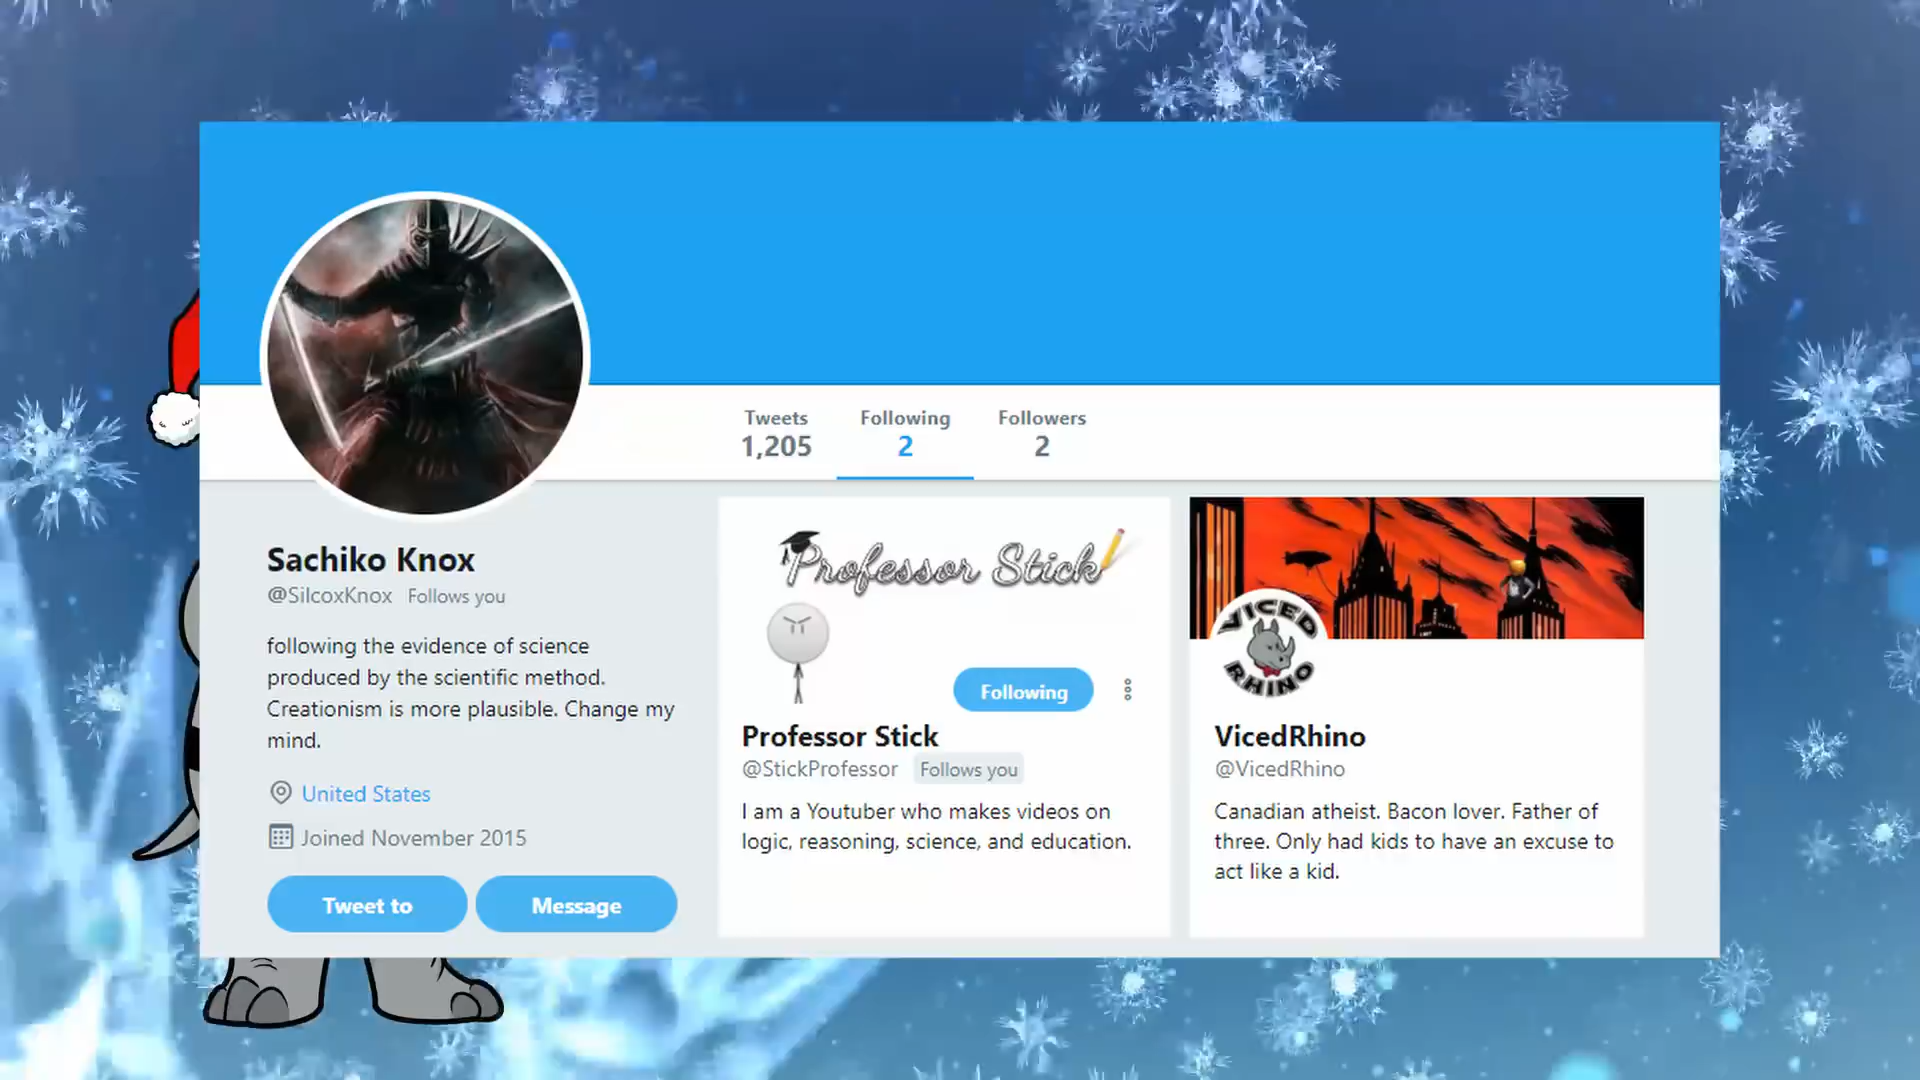 Tweets
1,205
Following
2
Followers
2
Sachiko Knox
@SilcoxKnox Follows you
following the evidence of science
produced by the scientific method.
Creationism is more plausible. Change my
mind.
United States
Joined November 2015
Tweet to
Message
Professor Stick
Following
Professor Stick
@StickProfessor Follows you
I am a Youtuber who makes videos on
logic, reasoning, science, and education.
VICED
RHINO
VicedRhino
@VicedRhino
Canadian atheist. Bacon lover. Father of
three. Only had kids to have an excuse to
act like a kid.